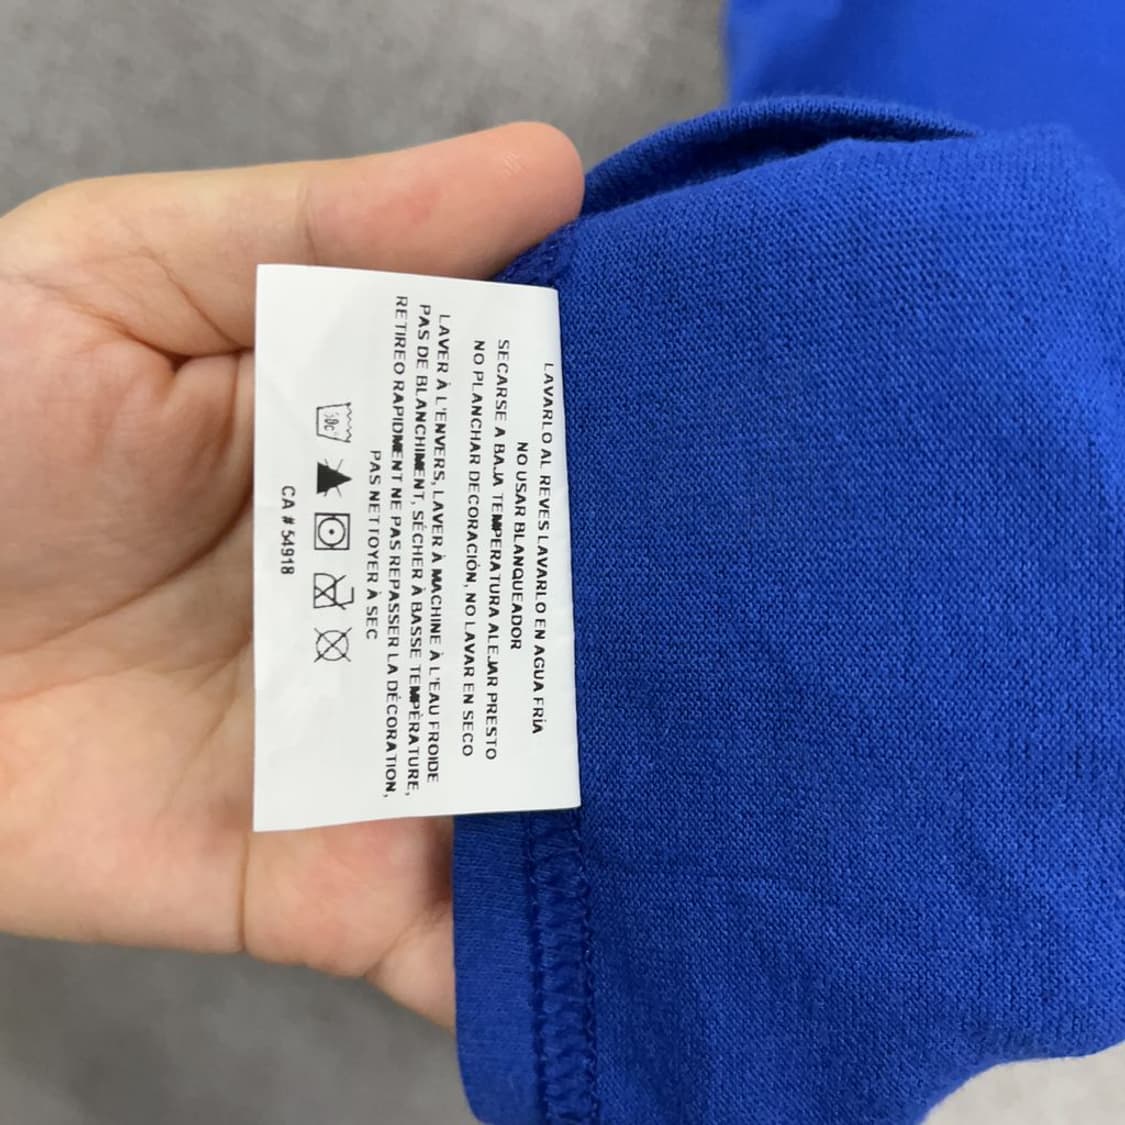 LAVARLO AL REVES LAVARLO EN AGUA FRÍA
NO USAR BLANQUEADOR
SECARSE A BAJA TEMPERATURA ALEJAR PRESTO
NO PLANCHAR DECORACIÓN, NO LAVAR EN SECO
LAVER À L'ENVERS, LAVER À MACHINE À L'EAU FROIDE
PAS DE BLANCHIMENT, SÉCHER À BASSE TEMPÉRATURE,
RETIREO RAPIDMENT NE PAS REPASSER LA DÉCORATION,
PAS NETTOYER À SEC
CA # 54918